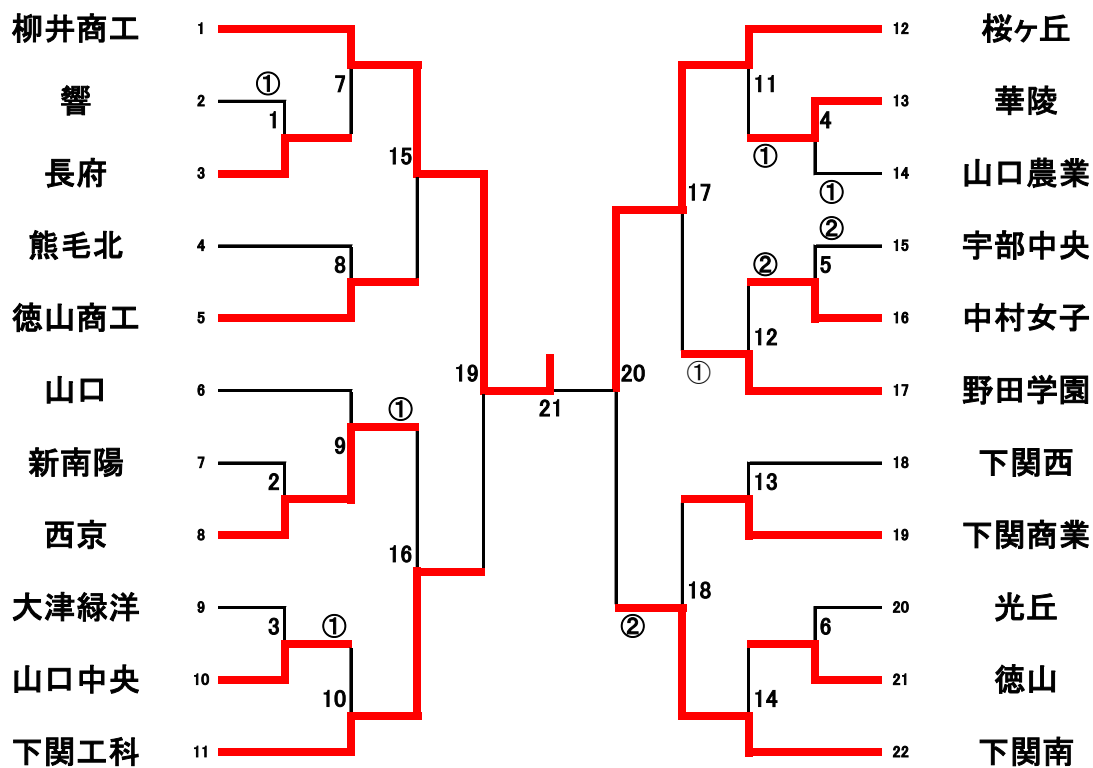 柳井商工 1 12 桜ヶ丘
7 11
響 2 ① 13 華陵
1 4
長府 3 15 ① 14 山口農業
17 ①
熊毛北 4 ② 15 宇部中央
8 ② 5
徳山商工 5 16 中村女子
12
山口 6 19 21 20 ① 17 野田学園
① 9
新南陽 7 18 下関西
2 13
西京 8 19 下関商業
16 18
大津緑洋 9 20 光丘
3 ① ② 6
山口中央 10 21 徳山
10 14
下関工科 11 22 下関南